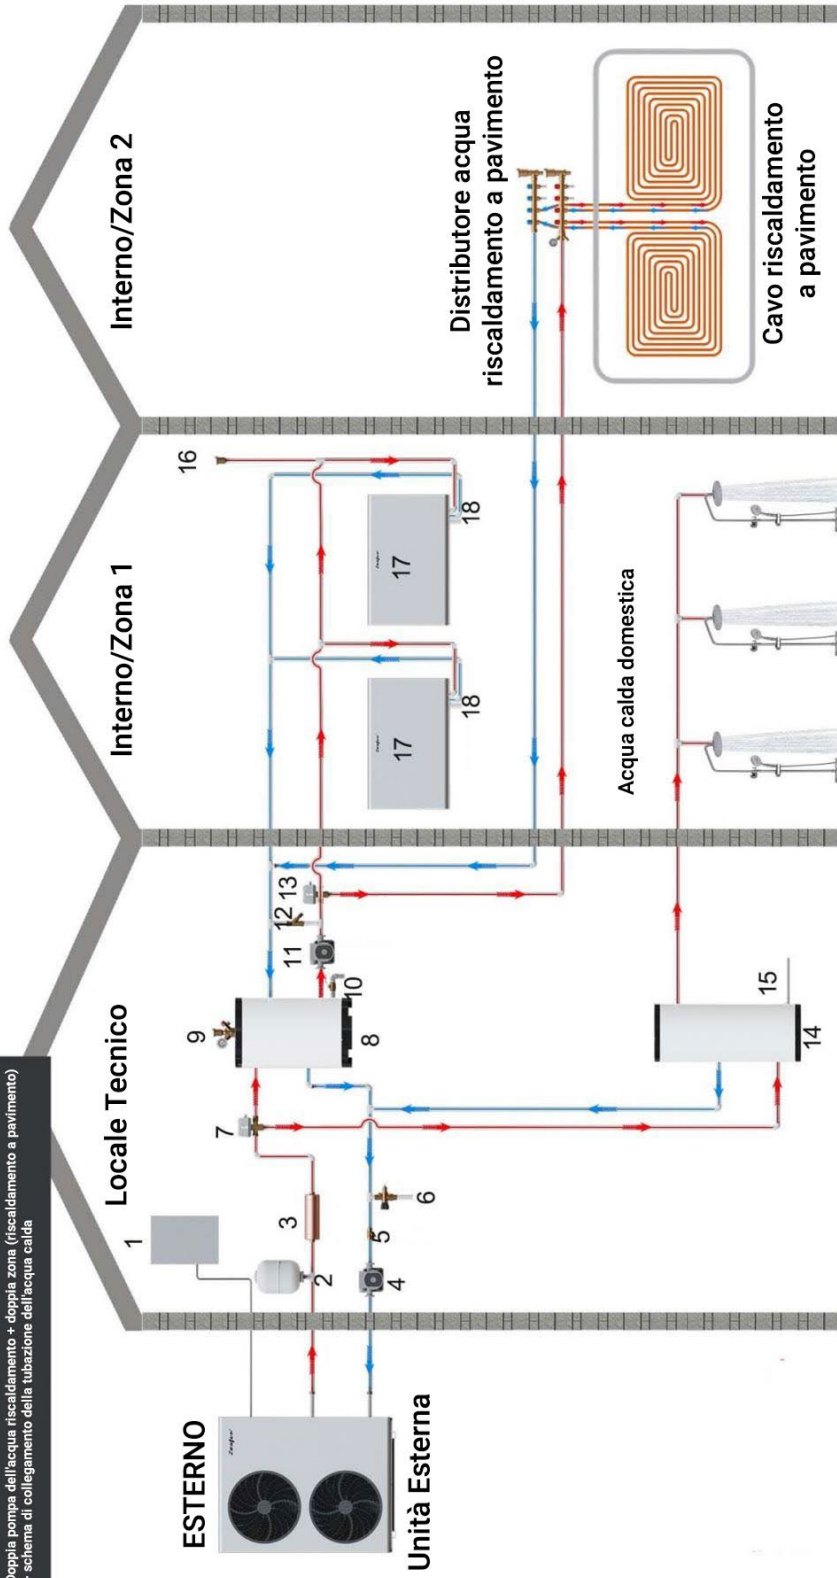 Doppia pompa dell'acqua riscaldamento + doppia zona (riscaldamento a pavimento)
- schema di collegamento della tubazione dell'acqua calda
ESTERNO
Unità Esterna
Locale Tecnico
1
2
3
4
5
6
7
8
9
10
11
12
13
14
15
Interno/Zona 1
16
17
18
17
18
Acqua calda domestica
Interno/Zona 2
Distributore acqua
riscaldamento a pavimento
Cavo riscaldamento
a pavimento